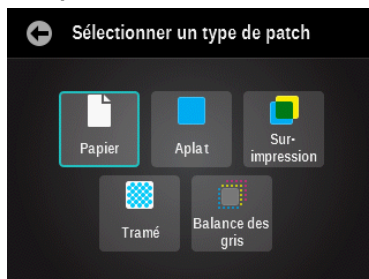 Sélectionner un type de patch
Papier
Aplat
Sur-
impression
Tramé
Balance des
gris